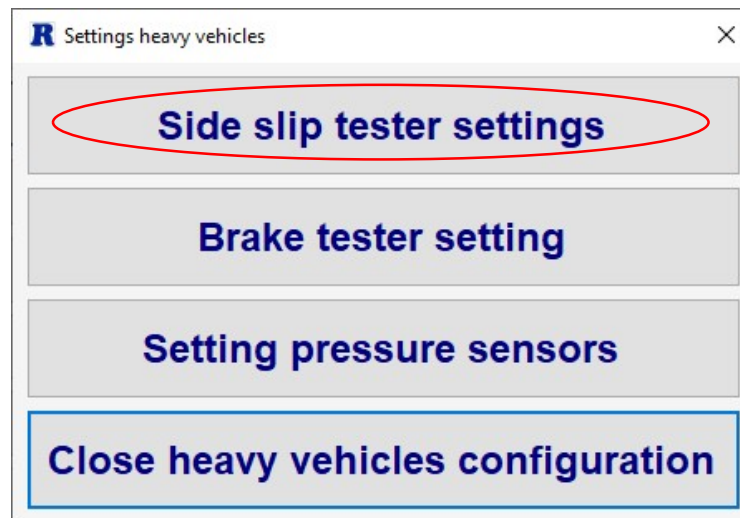 R Settings heavy vehicles
Side slip tester settings
Brake tester setting
Setting pressure sensors
Close heavy vehicles configuration